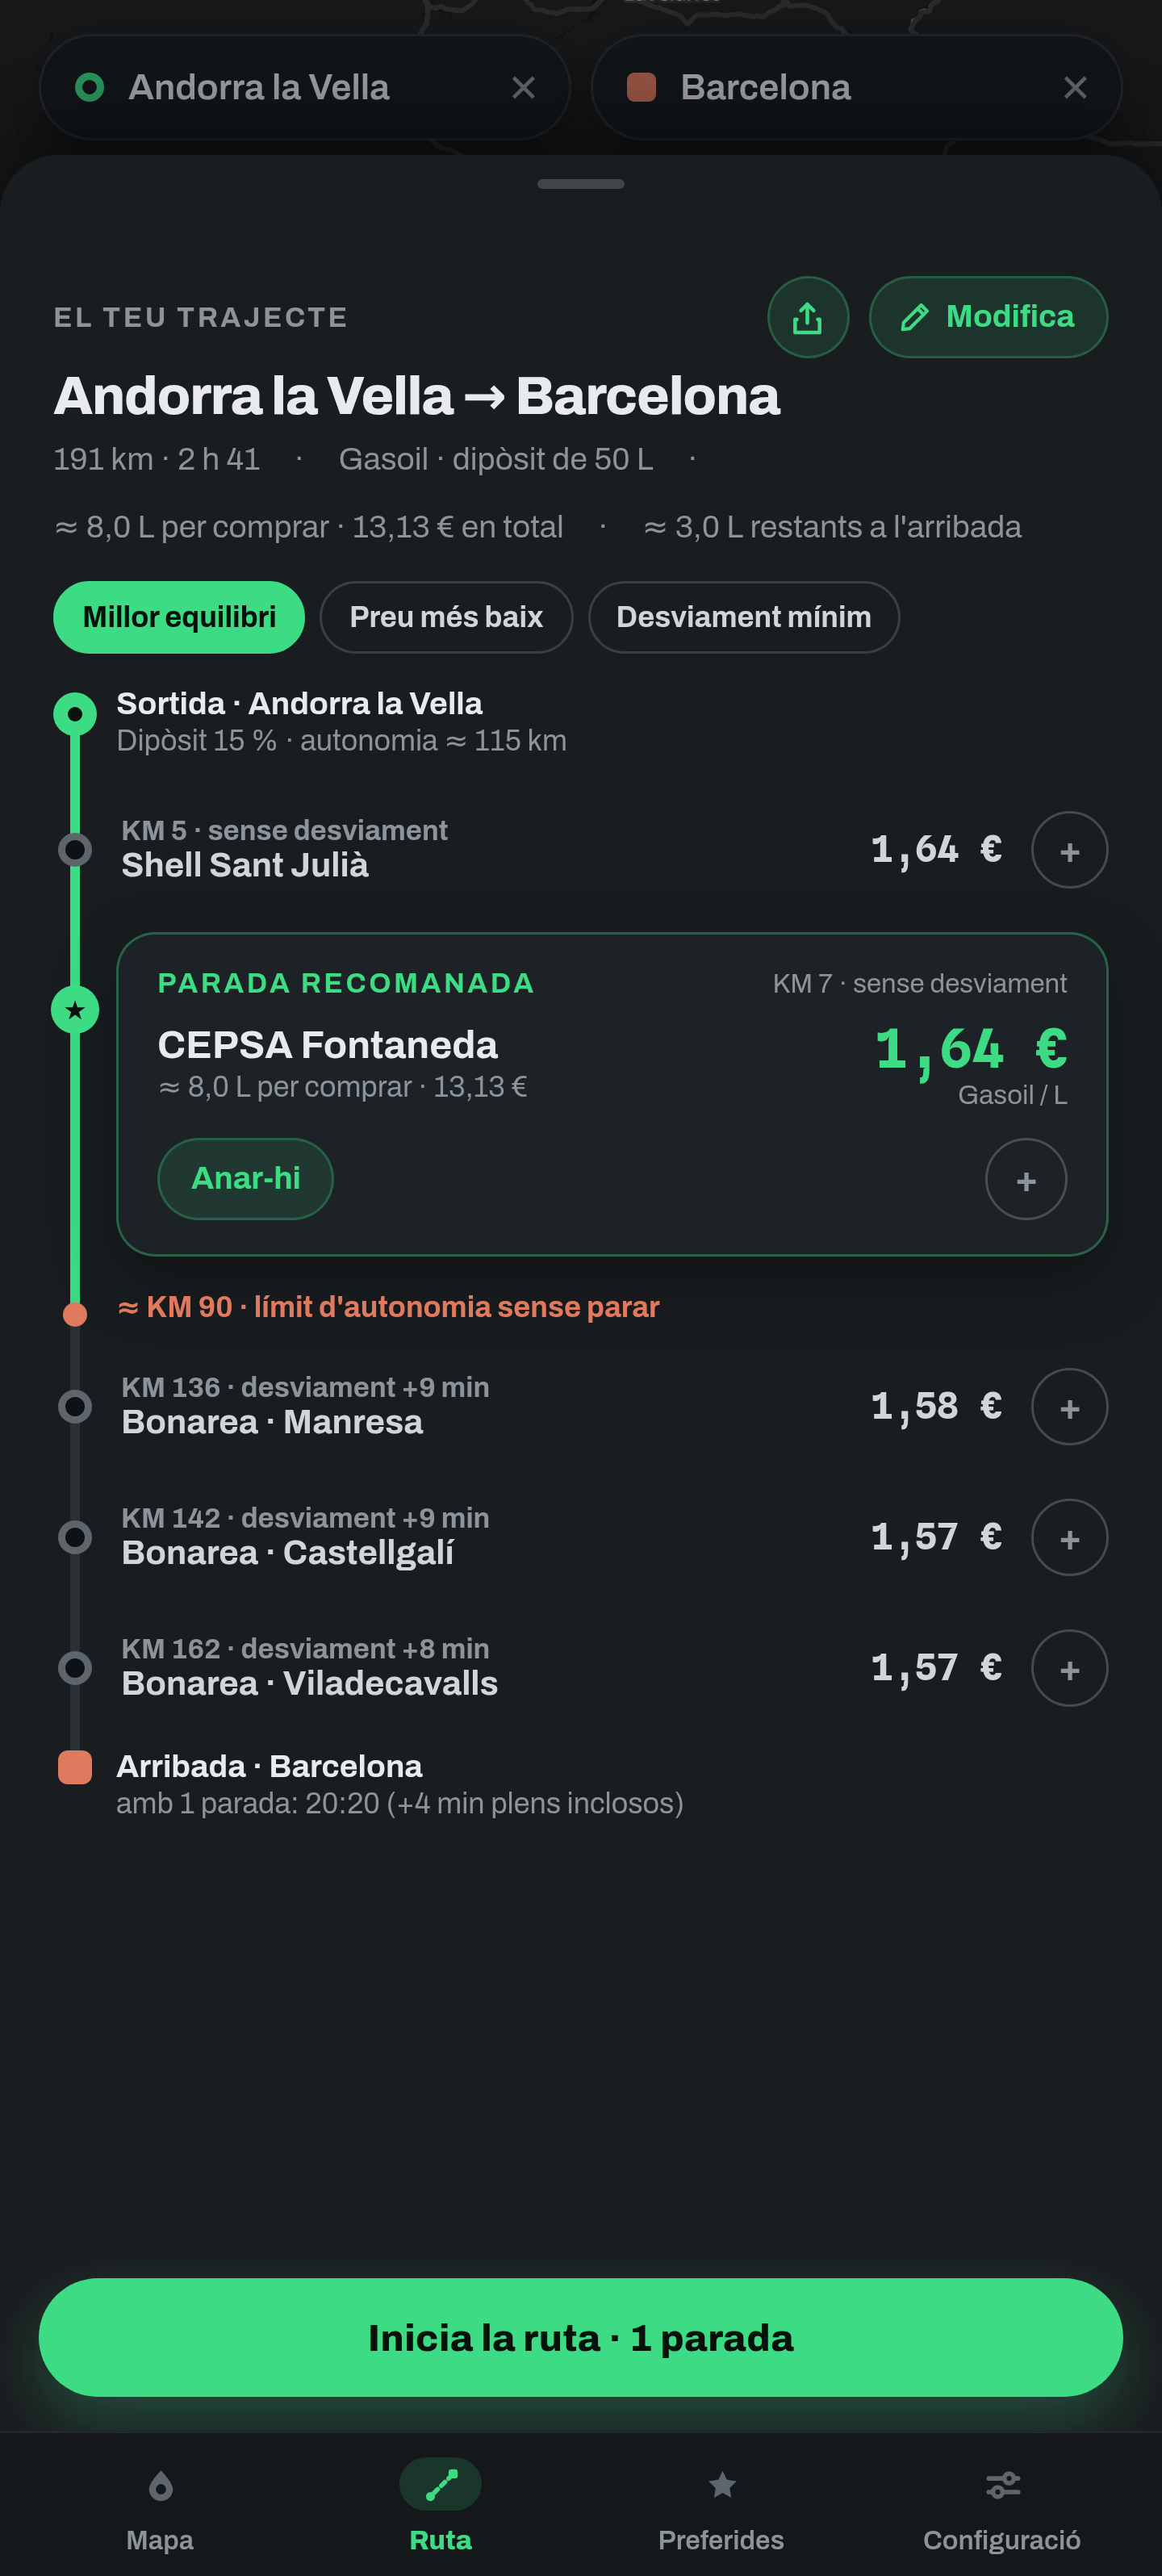 Andorra la Vella ✕
Barcelona ✕
EL TEU TRAJECTE
Modifica
Andorra la Vella → Barcelona
191 km · 2 h 41 · Gasoil · dipòsit de 50 L ·
≈ 8,0 L per comprar · 13,13 € en total · ≈ 3,0 L restants a l'arribada
Millor equilibri
Preu més baix
Desviament mínim
Sortida · Andorra la Vella
Dipòsit 15 % · autonomia ≈ 115 km
KM 5 · sense desviament
Shell Sant Julià
1,64 €
+
PARADA RECOMANADA
KM 7 · sense desviament
CEPSA Fontaneda
1,64 €
≈ 8,0 L per comprar · 13,13 €
Gasoil / L
Anar-hi
+
≈ KM 90 · límit d'autonomia sense parar
KM 136 · desviament +9 min
Bonarea · Manresa
1,58 €
+
KM 142 · desviament +9 min
Bonarea · Castellgalí
1,57 €
+
KM 162 · desviament +8 min
Bonarea · Viladecavalls
1,57 €
+
Arribada · Barcelona
amb 1 parada: 20:20 (+4 min plens inclosos)
Inicia la ruta · 1 parada
Mapa
Ruta
Preferides
Configuració